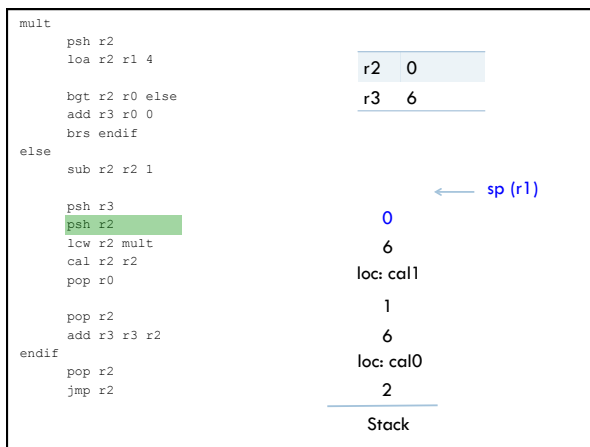 mult
psh r2
loa r2 r1 4
bgt r2 r0 else
add r3 r0 0
brs endif
else
sub r2 r2 1
psh r3
psh r2
lcw r2 mult
cal r2 r2
pop r0
pop r2
add r3 r3 r2
endif
pop r2
jmp r2
r2 0
r3 6
sp (r1)
0
6
loc: cal1
1
6
loc: cal0
2
Stack